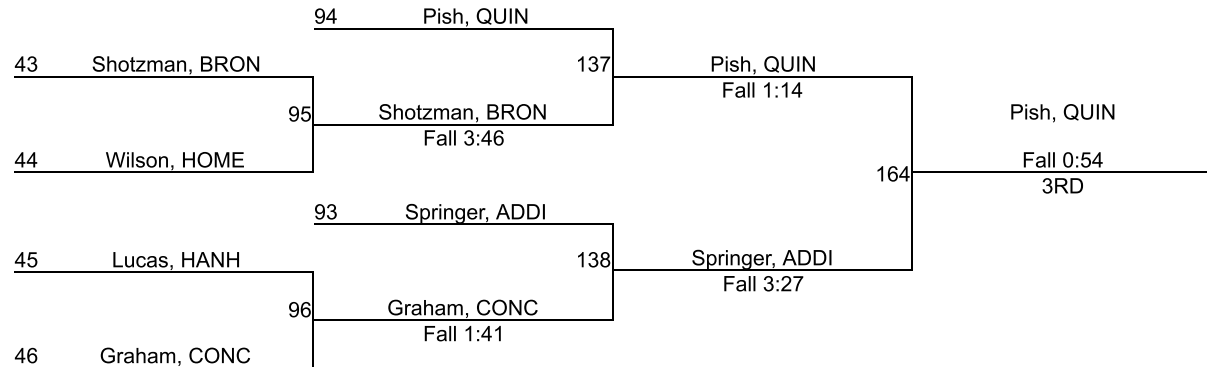 94 Pish, QUIN
43 Shotzman, BRON
137 Pish, QUIN
Fall 1:14
95 Shotzman, BRON
Fall 3:46
Pish, QUIN
44 Wilson, HOME
Fall 0:54
164
3RD
93 Springer, ADDI
45 Lucas, HANH
138 Springer, ADDI
Fall 3:27
96 Graham, CONC
Fall 1:41
46 Graham, CONC